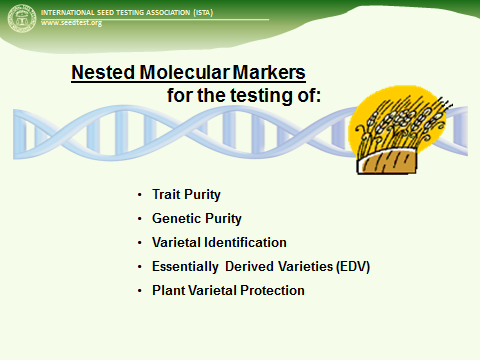 INTERNATIONAL SEED TESTING ASSOCIATION (ISTA)
www.seedtest.org
Nested Molecular Markers
for the testing of:
• Trait Purity
• Genetic Purity
• Varietal Identification
• Essentially Derived Varieties (EDV)
• Plant Varietal Protection